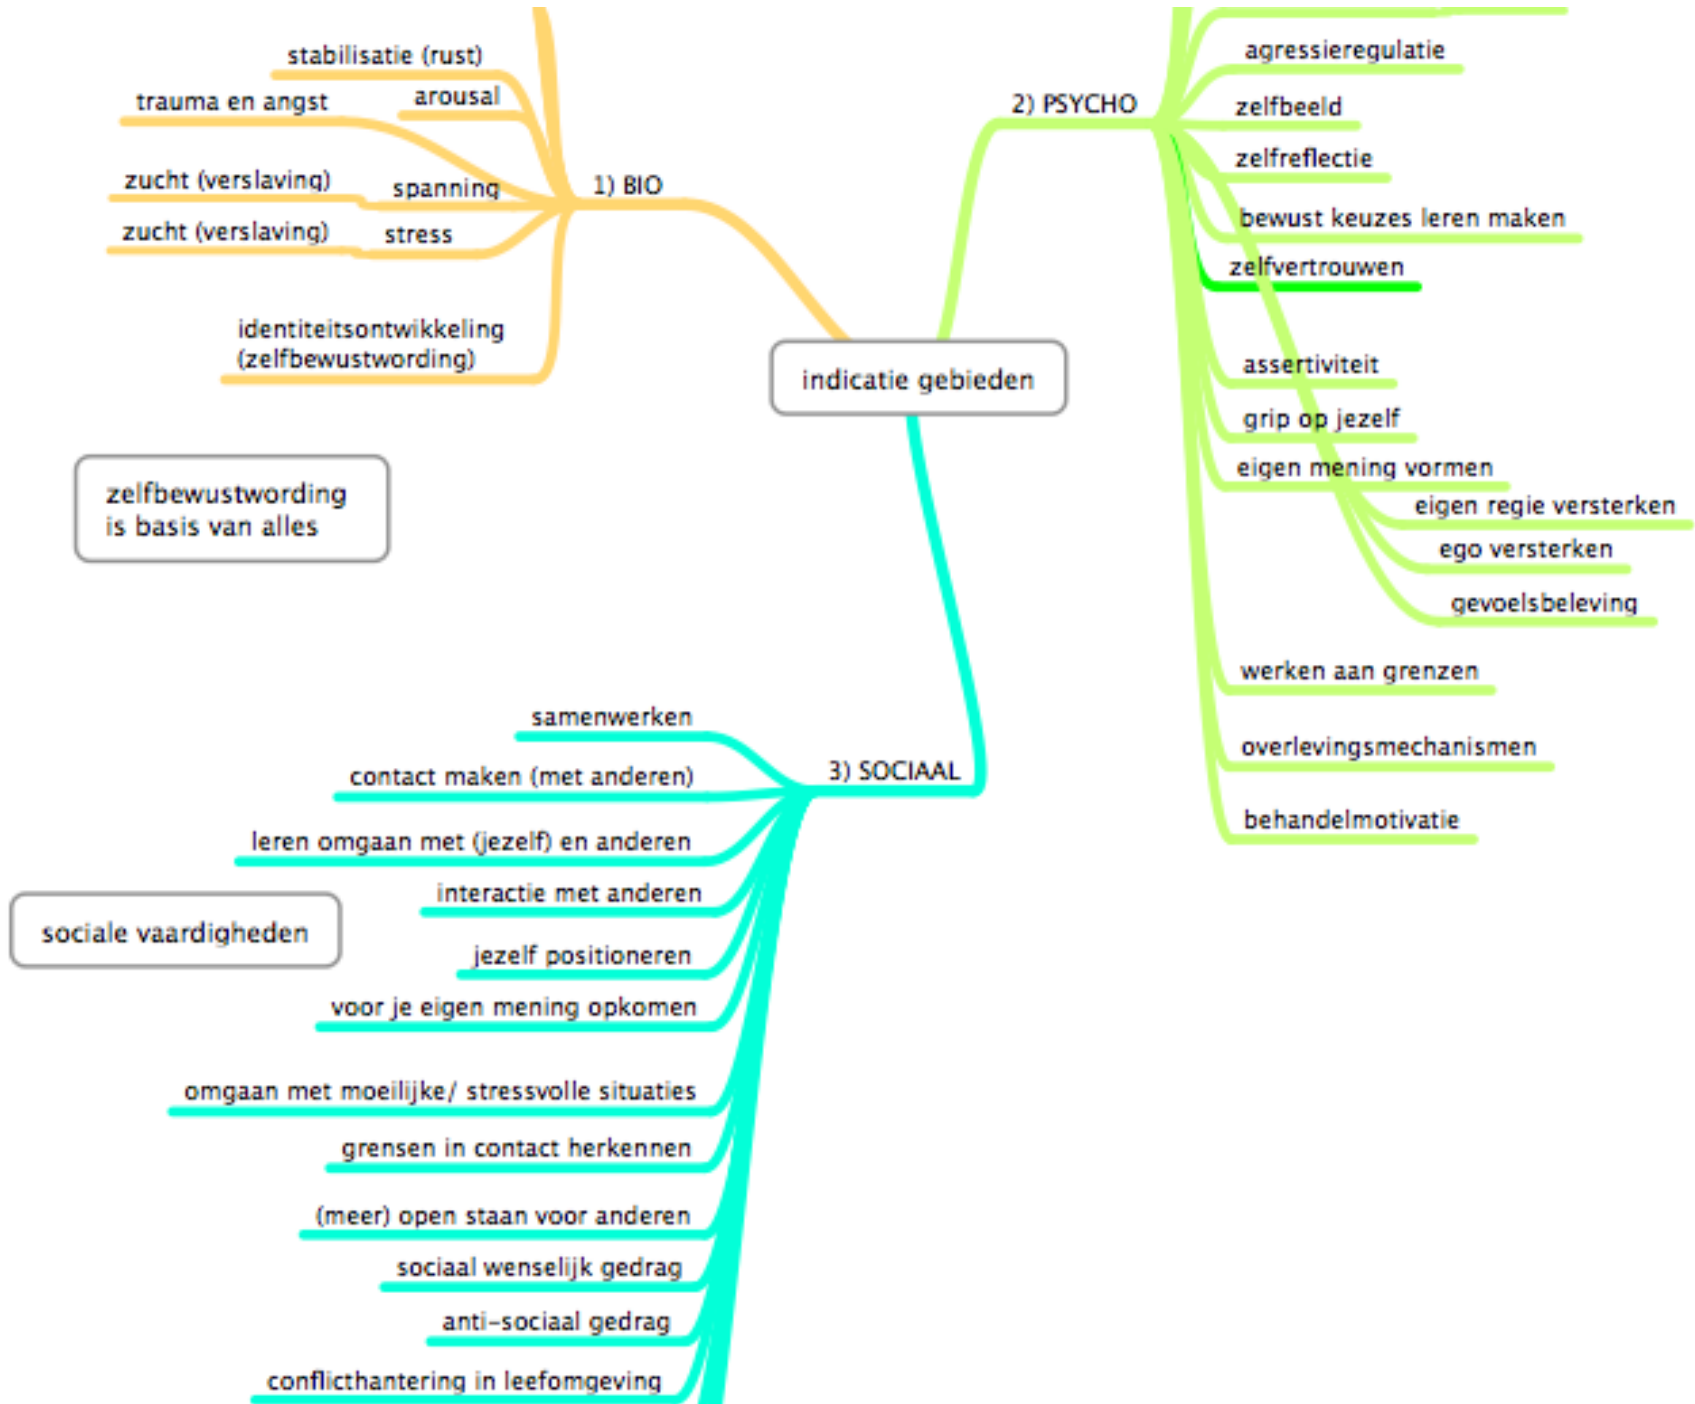 stabilisatie (rust)
arousal
trauma en angst
zucht (verslaving)
spanning
zucht (verslaving)
stress
1) BIO
identiteitsontwikkeling
(zelfbewustwording)
zelfbewustwording
is basis van alles
indicatie gebieden
2) PSYCHO
agressieregulatie
zelfbeeld
zelfreflectie
bewust keuzes leren maken
zelfvertrouwen
assertiviteit
grip op jezelf
eigen mening vormen
eigen regie versterken
ego versterken
gevoelsbeleving
werken aan grenzen
overlevingsmechanismen
behandelmotivatie
3) SOCIAAL
samenwerken
contact maken (met anderen)
leren omgaan met (jezelf) en anderen
interactie met anderen
sociale vaardigheden
jezelf positioneren
voor je eigen mening opkomen
omgaan met moeilijke/ stressvolle situaties
grensen in contact herkennen
(meer) open staan voor anderen
sociaal wenselijk gedrag
anti-sociaal gedrag
conflicthantering in leefomgeving